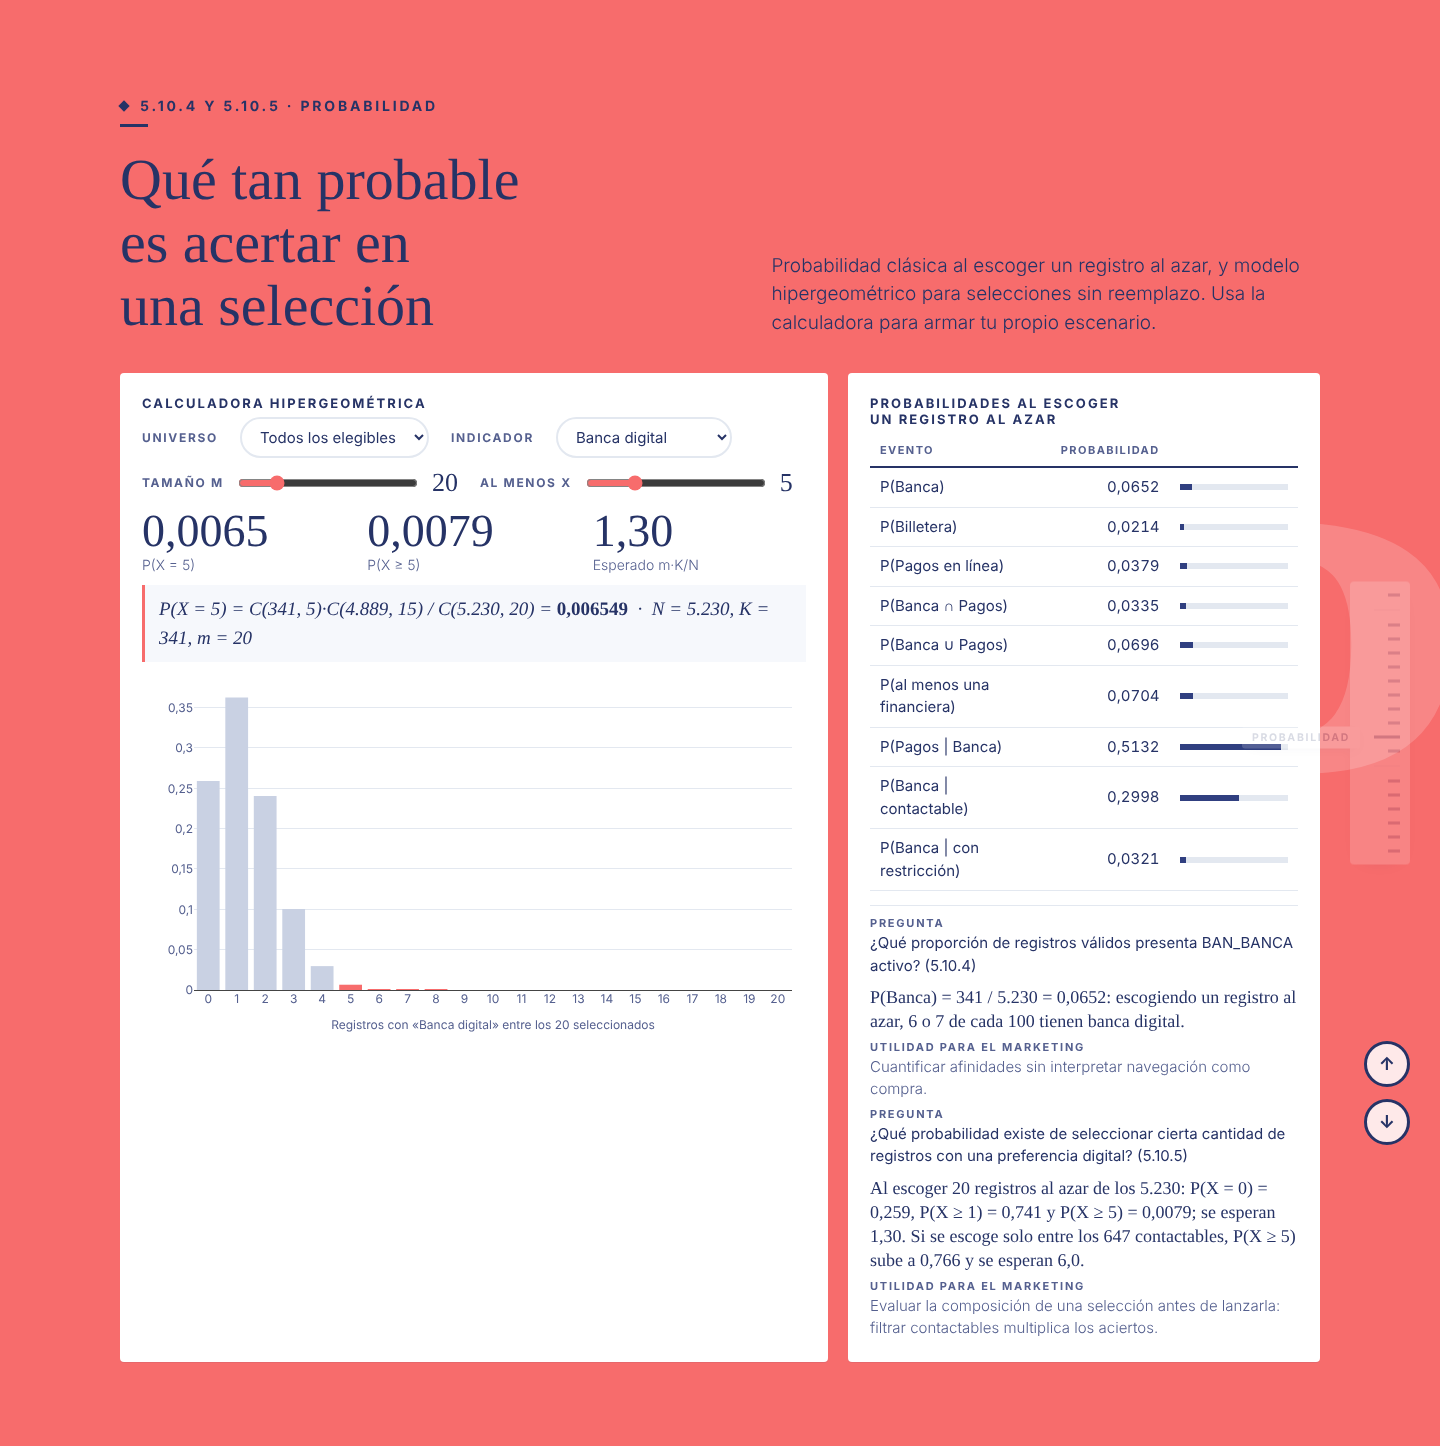 ◆ 5.10.4 Y 5.10.5 · PROBABILIDAD
Qué tan probable
es acertar en
una selección
Probabilidad clásica al escoger un registro al azar, y modelo
hipergeométrico para selecciones sin reemplazo. Usa la
calculadora para armar tu propio escenario.
CALCULADORA HIPERGEOMÉTRICA
UNIVERSO Todos los elegibles INDICADOR Banca digital
TAMAÑO M 20 AL MENOS X 5
0,0065 0,0079 1,30
P(X = 5) P(X ≥ 5) Esperado m·K/N
P(X = 5) = C(341, 5)·C(4.889, 15) / C(5.230, 20) = 0,006549 · N = 5.230, K =
341, m = 20
0,35
0,3
0,25
0,2
0,15
0,1
0,05
0
0 1 2 3 4 5 6 7 8 9 10 11 12 13 14 15 16 17 18 19 20
Registros con «Banca digital» entre los 20 seleccionados
PROBABILIDADES AL ESCOGER
UN REGISTRO AL AZAR
EVENTO PROBABILIDAD
P(Banca) 0,0652
P(Billetera) 0,0214
P(Pagos en línea) 0,0379
P(Banca ∩ Pagos) 0,0335
P(Banca ∪ Pagos) 0,0696
P(al menos una
financiera) 0,0704
P(Pagos | Banca) 0,5132
P(Banca |
contactable) 0,2998
P(Banca | con
restricción) 0,0321
PROBABILIDAD
PREGUNTA
¿Qué proporción de registros válidos presenta BAN_BANCA
activo? (5.10.4)
P(Banca) = 341 / 5.230 = 0,0652: escogiendo un registro al
azar, 6 o 7 de cada 100 tienen banca digital.
UTILIDAD PARA EL MARKETING
Cuantificar afinidades sin interpretar navegación como
compra.
PREGUNTA
¿Qué probabilidad existe de seleccionar cierta cantidad de
registros con una preferencia digital? (5.10.5)
Al escoger 20 registros al azar de los 5.230: P(X = 0) =
0,259, P(X ≥ 1) = 0,741 y P(X ≥ 5) = 0,0079; se esperan
1,30. Si se escoge solo entre los 647 contactables, P(X ≥ 5)
sube a 0,766 y se esperan 6,0.
UTILIDAD PARA EL MARKETING
Evaluar la composición de una selección antes de lanzarla:
filtrar contactables multiplica los aciertos.
↑
↓